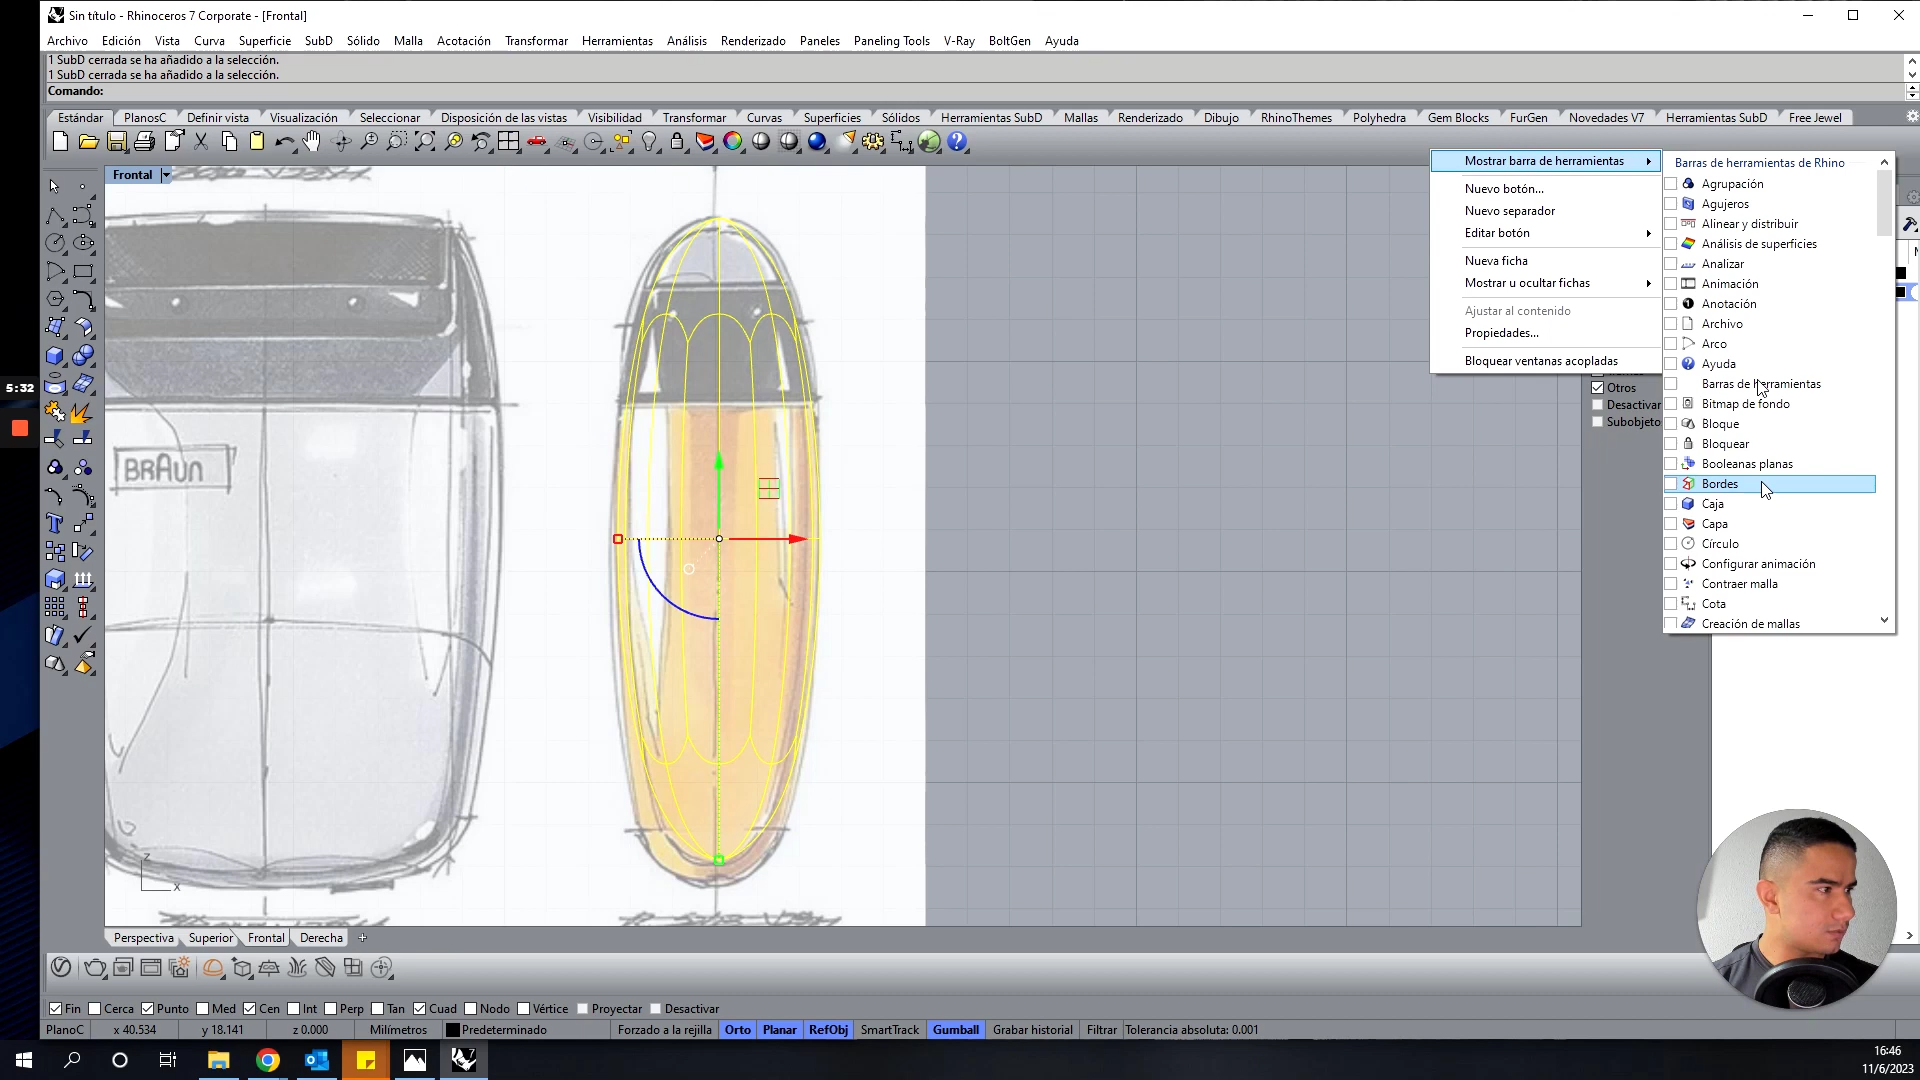 Sin título - Rhinoceros 7 Corporate - [Frontal]
Archivo Edición Vista Curva Superficie SubD Sólido Malla Acotación Transformar Herramientas Análisis Renderizado Paneles Paneling Tools V-Ray BoltGen Ayuda
1 SubD cerrada se ha añadido a la selección.
1 SubD cerrada se ha añadido a la selección.
Comando:
Estándar PlanosC Definir vista Visualización Seleccionar Disposición de las vistas Visibilidad Transformar Curvas Superficies Sólidos Herramientas SubD Mallas Renderizado Dibujo RhinoThemes Polyhedra Gem Blocks FurGen Novedades V7 Herramientas SubD Free Jewel
Frontal
Mostrar barra de herramientas
Nuevo botón...
Nuevo separador
Editar botón
Nueva ficha
Mostrar u ocultar fichas
Ajustar al contenido
Propiedades...
Bloquear ventanas acopladas
Barras de herramientas de Rhino
Agrupación
Agujeros
Alinear y distribuir
Análisis de superficies
Analizar
Animación
Anotación
Archivo
Arco
Ayuda
Barras de herramientas
Bitmap de fondo
Bloque
Bloquear
Booleanas planas
Bordes
Caja
Capa
Círculo
Configurar animación
Contraer malla
Cota
Creación de mallas
Otros
Desactivar
Subobjeto
5:32
BRAUN
z
x
Perspectiva Superior Frontal Derecha
Fin Cerca Punto Med Cen Int Perp Tan Cuad Nodo Vértice Proyectar Desactivar
PlanoC x 40.534 y 18.141 z 0.000 Milímetros Predeterminado Forzado a la rejilla Orto Planar RefObj SmartTrack Gumball Grabar historial Filtrar Tolerancia absoluta: 0.001
16:46
11/6/2023